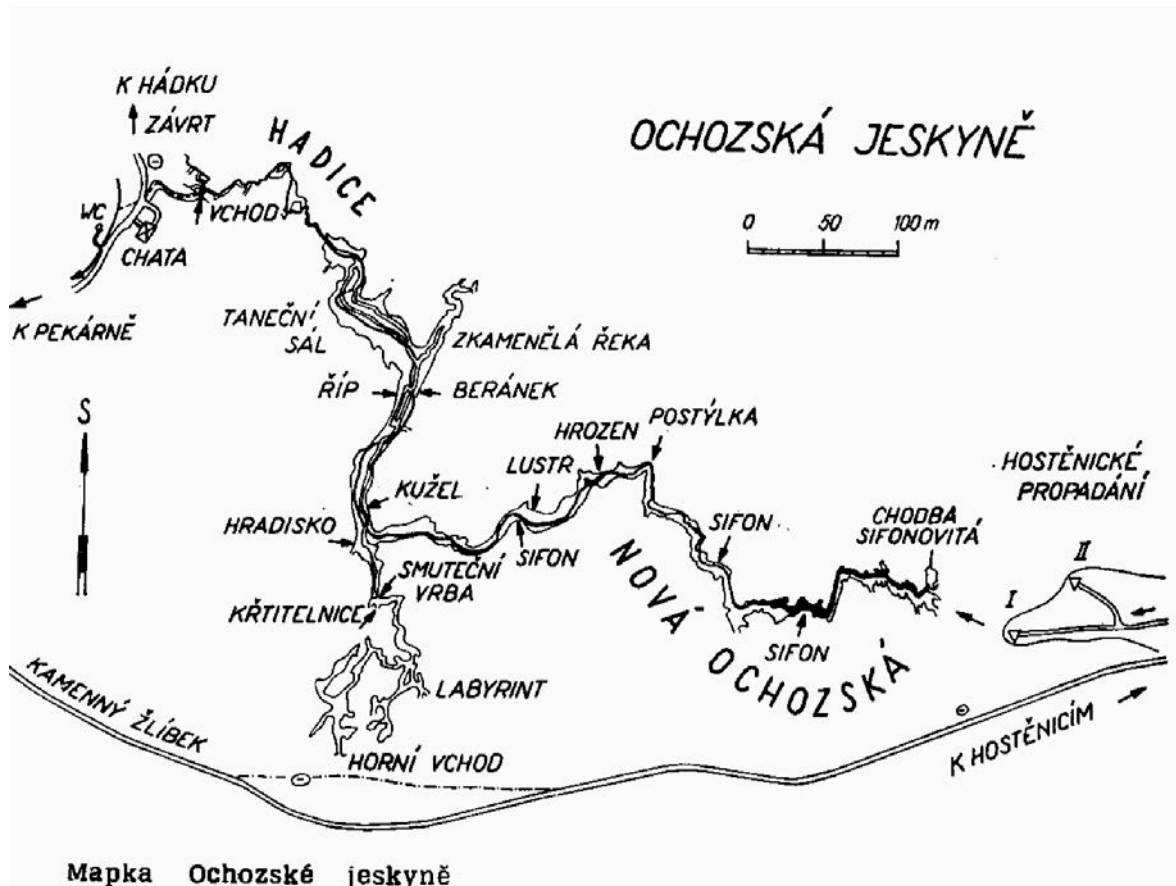 K HÁDKU
ZÁVRT
HADICE
OCHOZSKÁ JESKYNĚ
0 50 100 m
WC
VCHOD
CHATA
K PEKÁRNĚ
TANEČNÍ
SÁL
ZKAMENĚLÁ ŘEKA
ŘÍP
BERÁNEK
S
POSTÝLKA
HROZEN
LUSTR
HOSTĚNICKÉ
PROPADÁNÍ
KUŽEL
HRADISKO
SIFON
SIFON
CHODBA
SIFONOVITÁ
II
I
SMUTEČNÍ
VRBA
KŘTITELNICE
NOVÁ OCHOZSKÁ
SIFON
LABYRINT
KAMENNÝ ŽLÍBEK
HORNÍ VCHOD
K HOSTĚNICÍM
Mapka Ochozské jeskyně